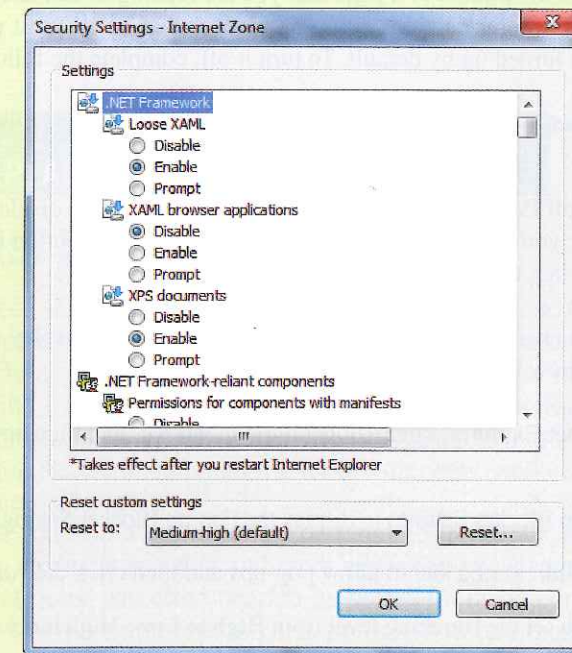 Security Settings - Internet Zone
Settings
.NET Framework
Loose XAML
Disable
Enable
Prompt
XAML browser applications
Disable
Enable
Prompt
XPS documents
Disable
Enable
Prompt
.NET Framework-reliant components
Permissions for components with manifests
Disable
*Takes effect after you restart Internet Explorer
Reset custom settings
Reset to:
Medium-high (default)
Reset...
OK
Cancel